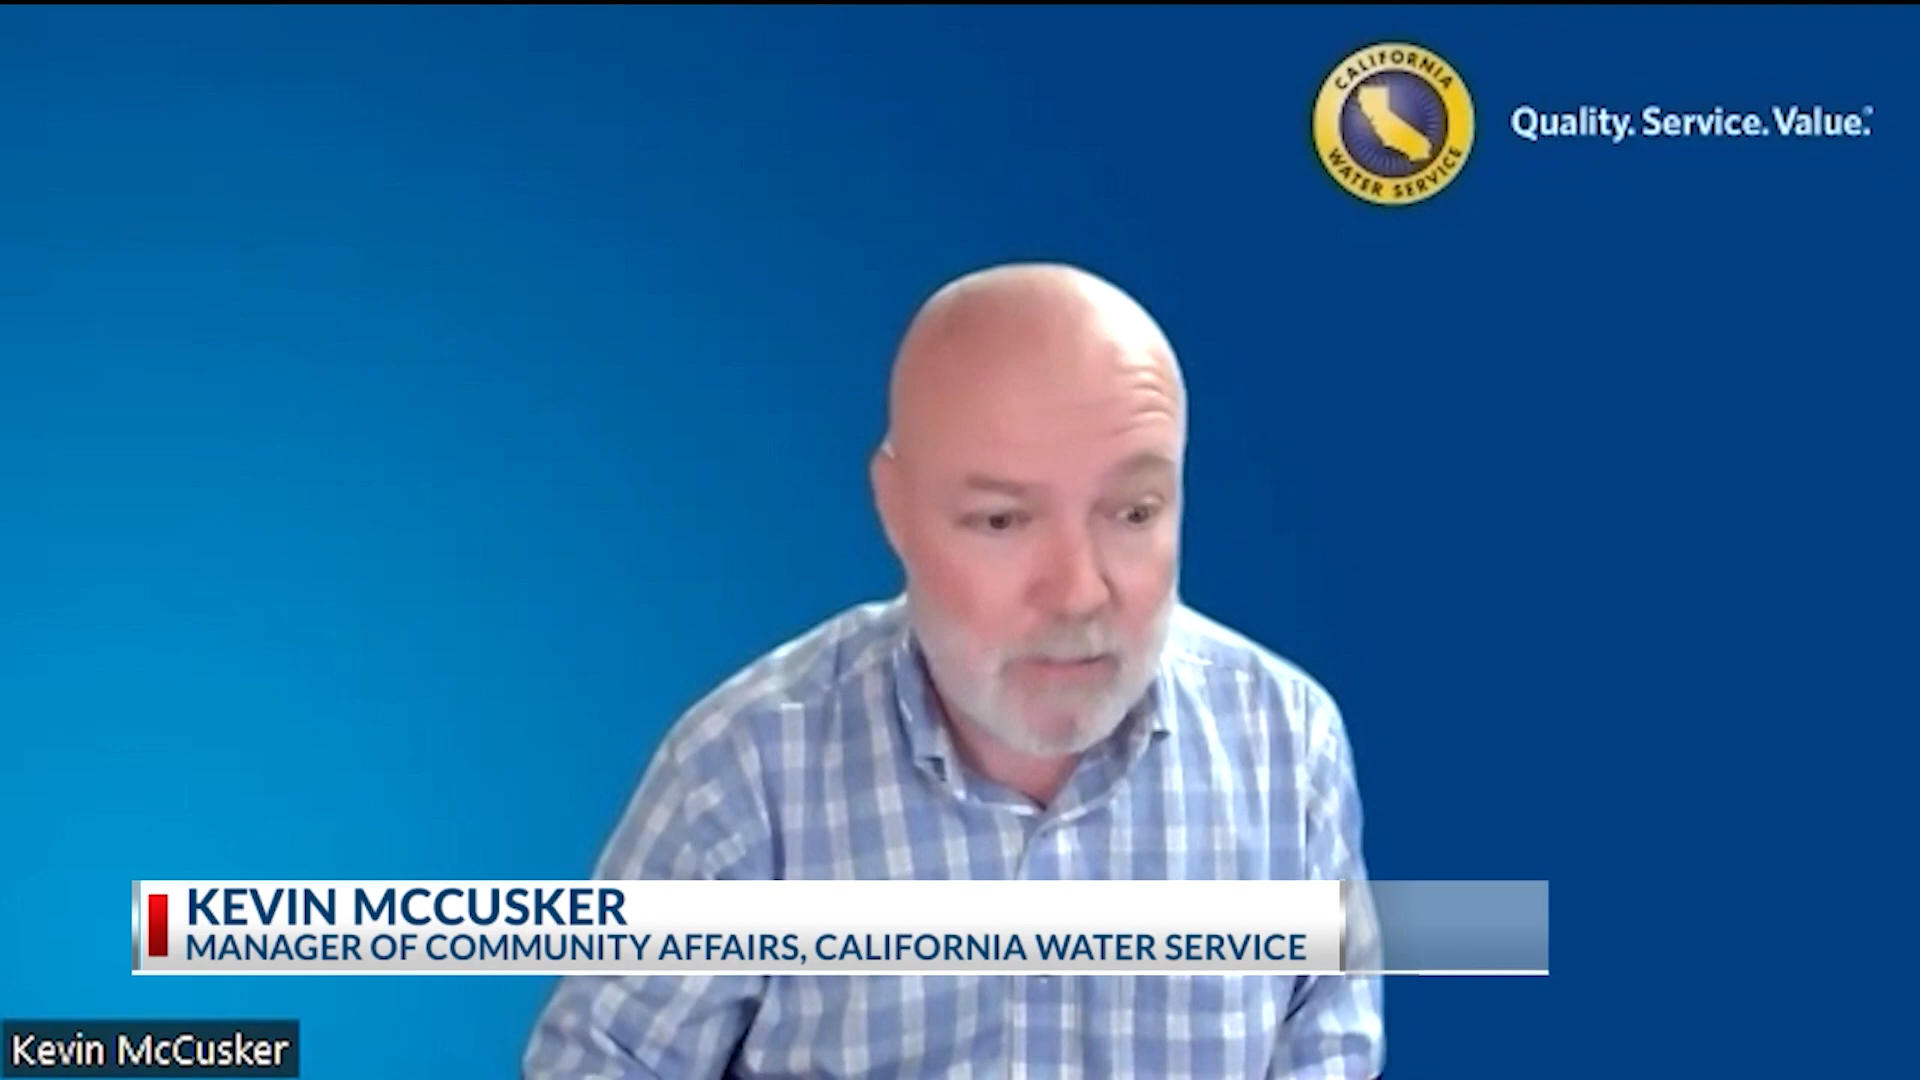 CALIFORNIA
WATER SERVICE
Quality. Service. Value.
KEVIN MCCUSKER
MANAGER OF COMMUNITY AFFAIRS, CALIFORNIA WATER SERVICE
Kevin McCusker